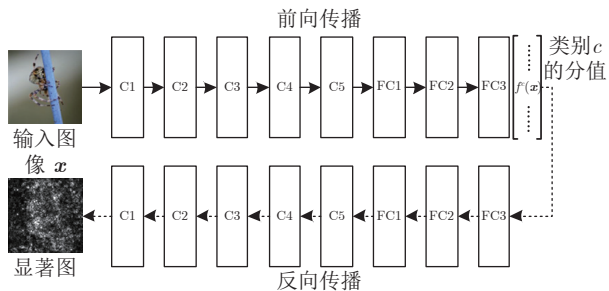 前向传播
C1
C2
C3
C4
C5
FC1
FC2
FC3
f^c(x)
类别c
的分值
输入图
像 x
C1
C2
C3
C4
C5
FC1
FC2
FC3
显著图
反向传播